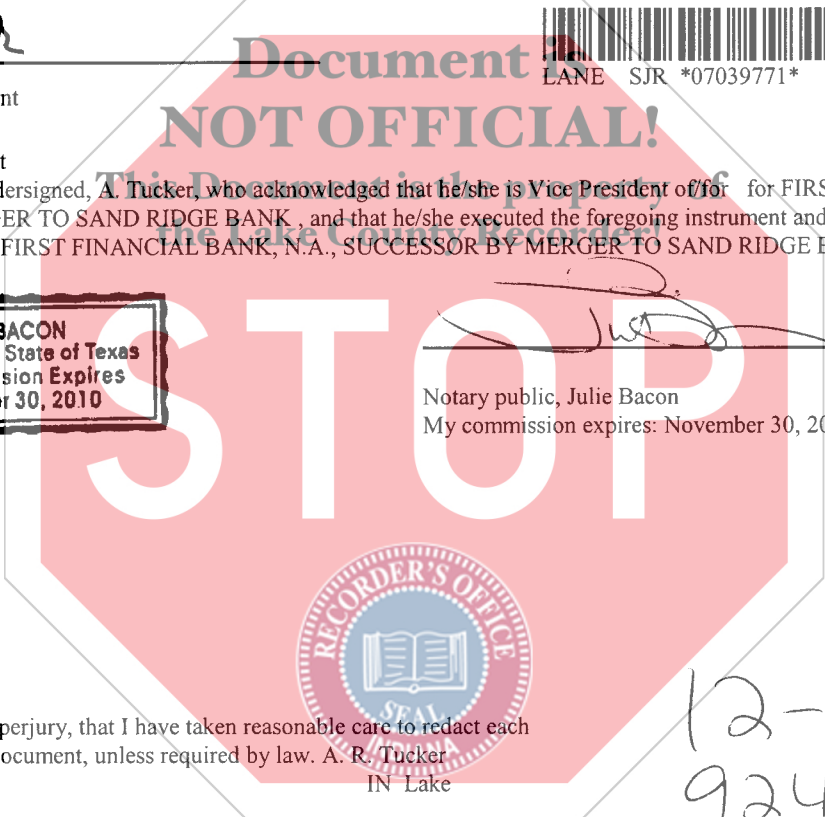 Document is
LANE SJR *07039771*
nt
NOT OFFICIAL!
t
This Document is the property of
dersigned, A. Tucker, who acknowledged that he/she is Vice President of/for for FIRS
ER TO SAND RIDGE BANK , and that he/she executed the foregoing instrument and
the Lake County Recorder!
FIRST FINANCIAL BANK, N.A., SUCCESSOR BY MERGER TO SAND RIDGE B
BACON
State of Texas
sion Expires
r 30, 2010
STOP
Notary public, Julie Bacon
My commission expires: November 30, 20
RECORDER'S OFFICE
SEAL
INDIANA
perjury, that I have taken reasonable care to redact each
ocument, unless required by law. A. R. Tucker
IN Lake
12-
924